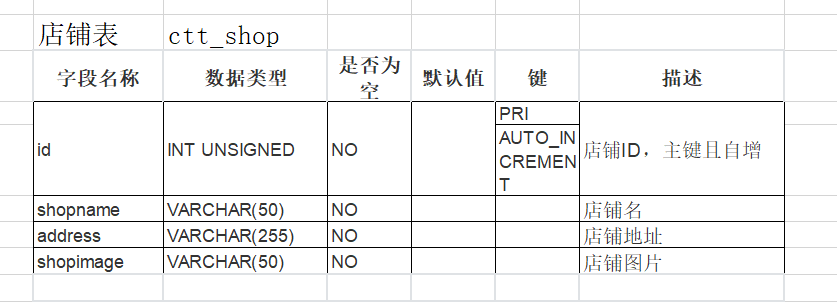 店铺表 ctt_shop
字段名称 数据类型 是否为空 默认值 键 描述
id INT UNSIGNED NO PRI AUTO_INCREMENT 店铺ID，主键且自增
shopname VARCHAR(50) NO 店铺名
address VARCHAR(255) NO 店铺地址
shopimage VARCHAR(50) NO 店铺图片